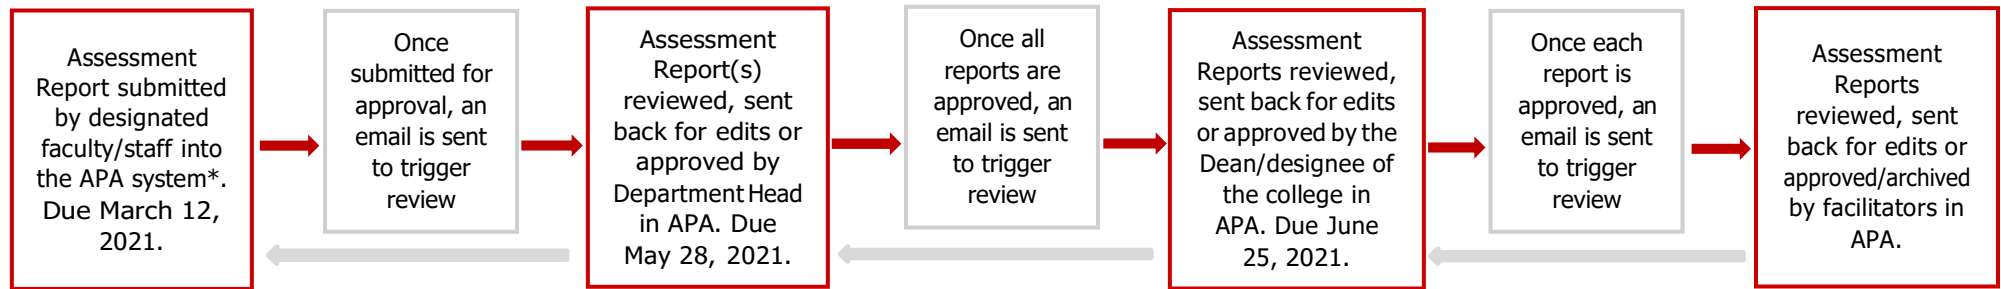 Assessment
Report submitted
by designated
faculty/staff into
the APA system*.
Due March 12,
2021.
Once
submitted for
approval, an
email is sent
to trigger
review
Assessment
Report(s)
reviewed, sent
back for edits or
approved by
Department Head
in APA. Due
May 28, 2021.
Once all
reports are
approved, an
email is sent
to trigger
review
Assessment
Reports reviewed,
sent back for edits
or approved by the
Dean/designee of
the college in
APA. Due June
25, 2021.
Once each
report is
approved, an
email is sent
to trigger
review
Assessment
Reports
reviewed, sent
back for edits or
approved/archived
by facilitators in
APA.